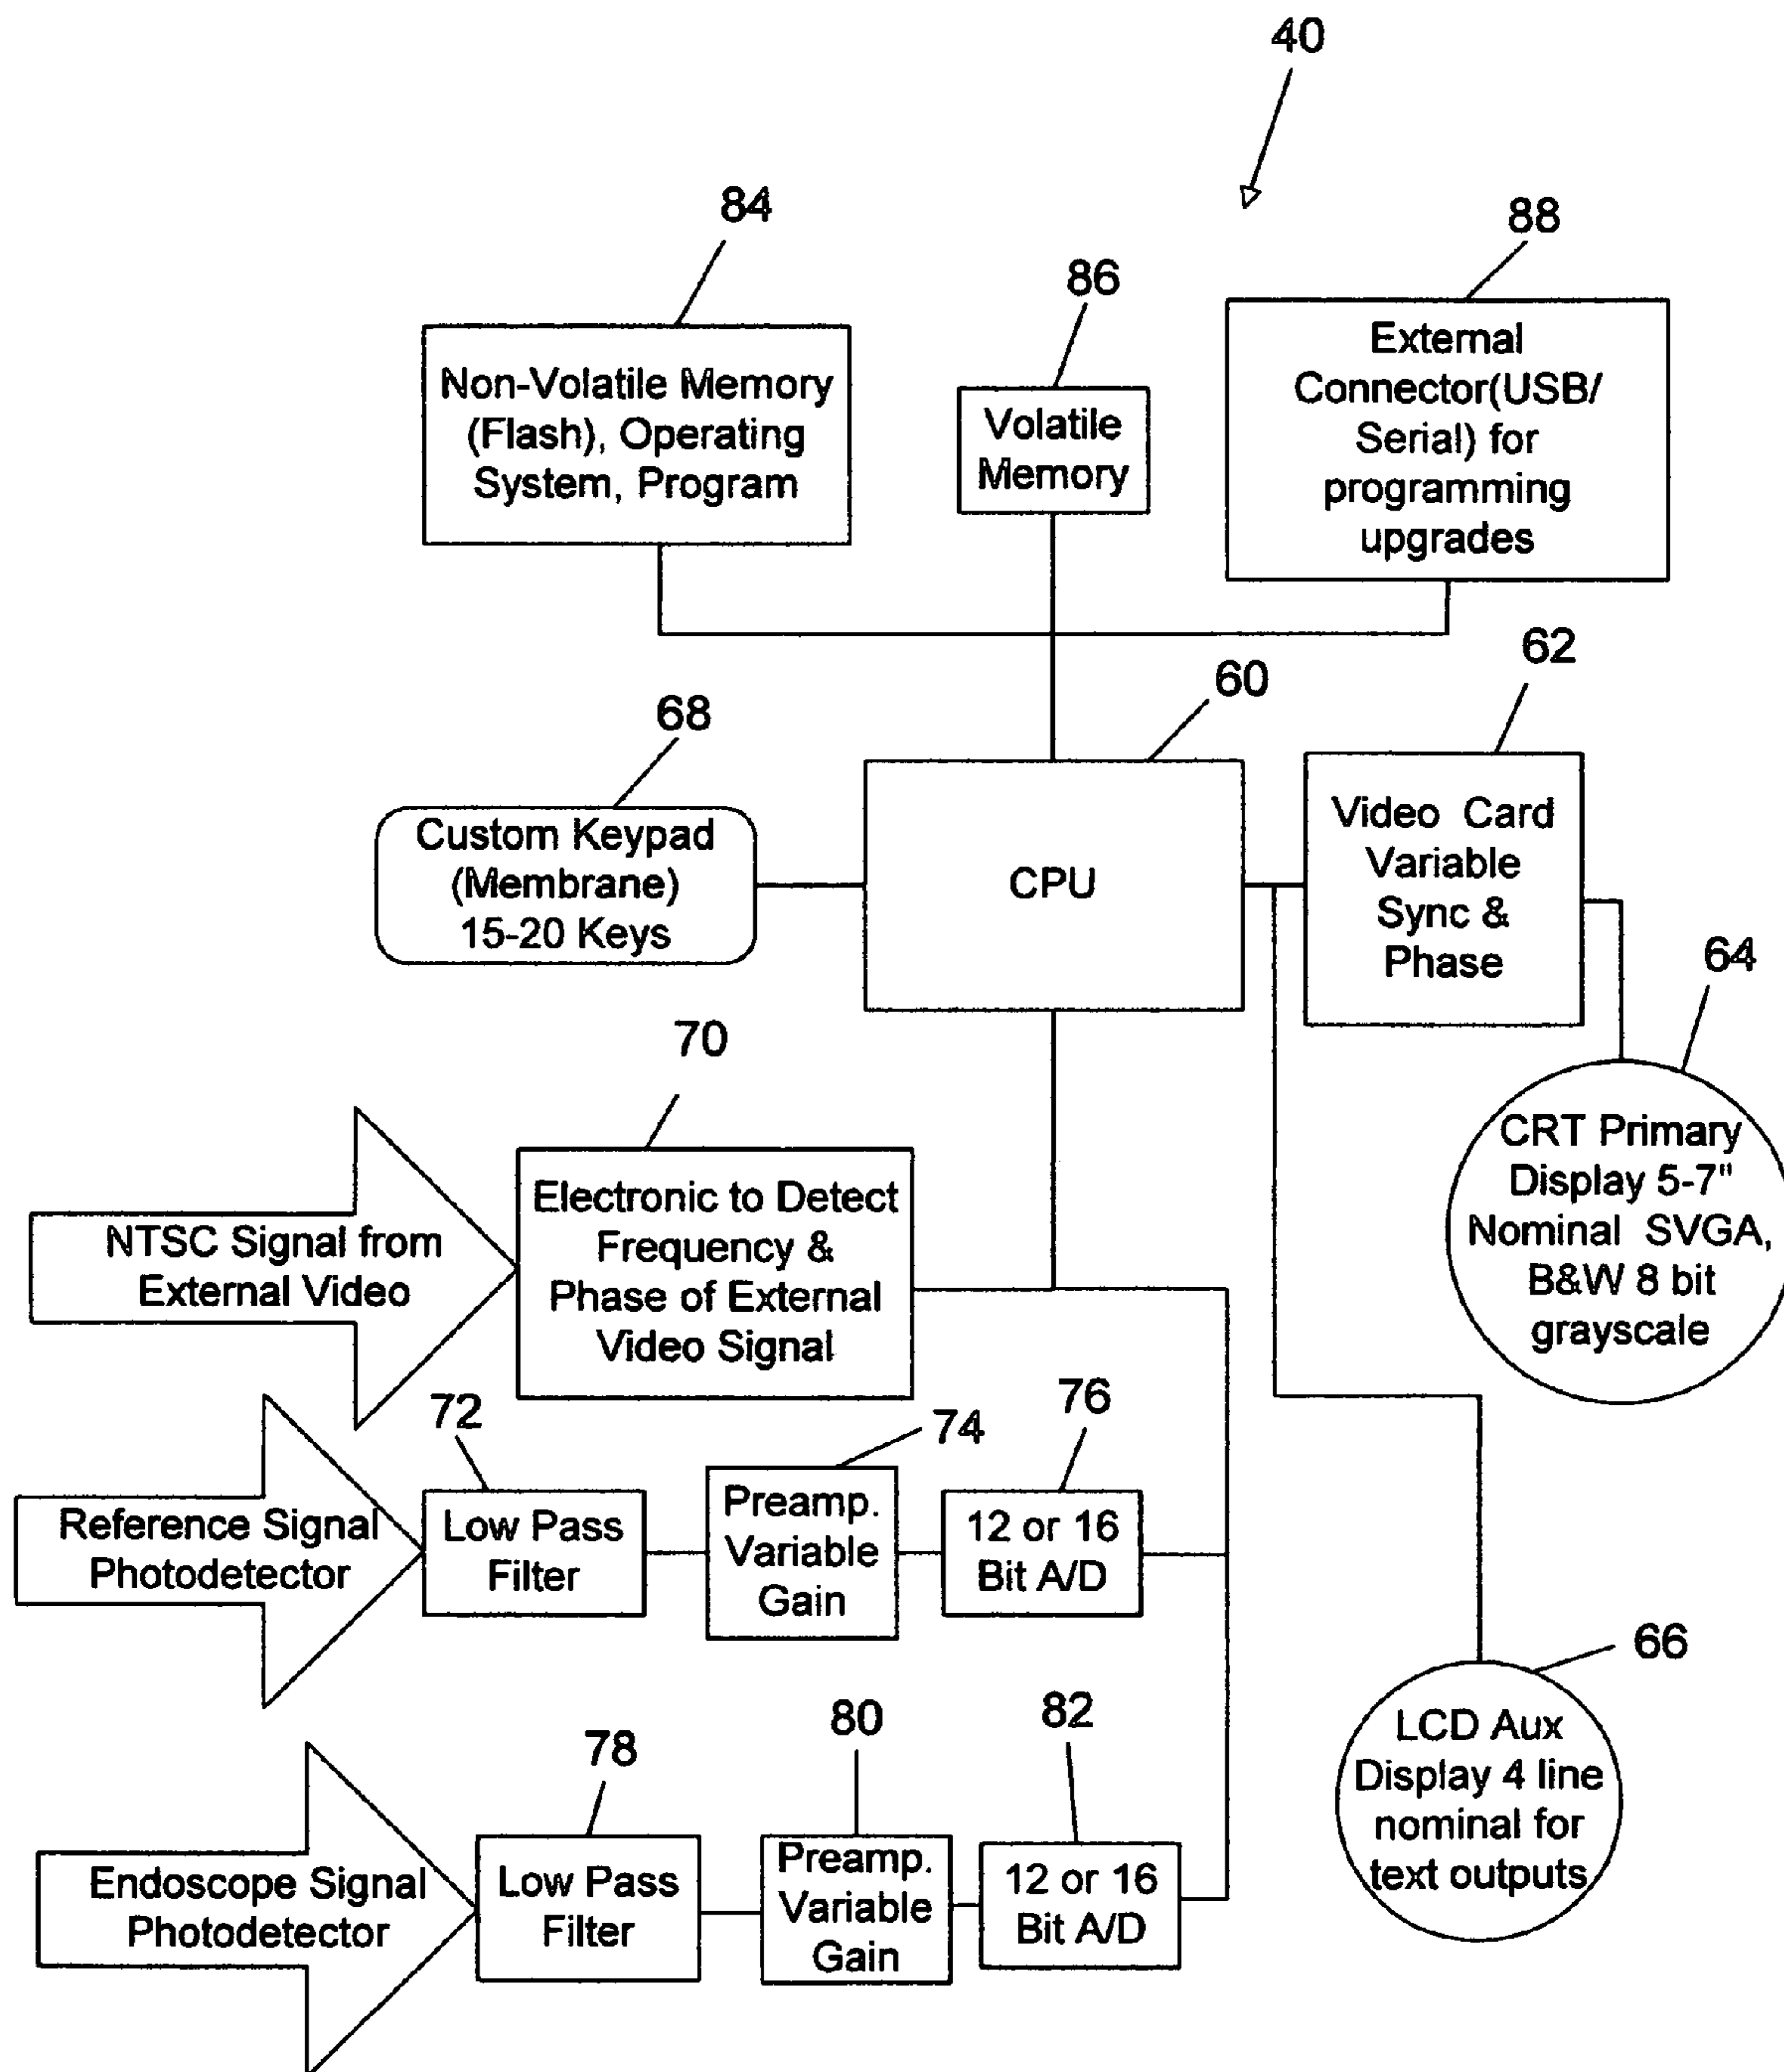 40
84
86
88
Non-Volatile Memory
(Flash), Operating
System, Program
Volatile
Memory
External
Connector(USB/
Serial) for
programming
upgrades
68
60
62
Custom Keypad
(Membrane)
15-20 Keys
CPU
Video Card
Variable
Sync &
Phase
64
CRT Primary
Display 5-7"
Nominal SVGA,
B&W 8 bit
grayscale
70
NTSC Signal from
External Video
Electronic to Detect
Frequency &
Phase of External
Video Signal
72
74
76
Reference Signal
Photodetector
Low Pass
Filter
Preamp.
Variable
Gain
12 or 16
Bit A/D
66
LCD Aux
Display 4 line
nominal for
text outputs
78
80
82
Endoscope Signal
Photodetector
Low Pass
Filter
Preamp.
Variable
Gain
12 or 16
Bit A/D